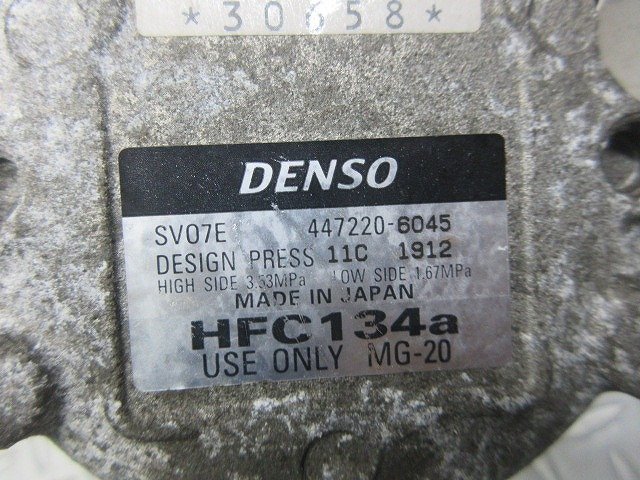 *30658*
DENSO
SV07E 447220-6045
DESIGN PRESS 11C 1912
HIGH SIDE 3.53MPa LOW SIDE 1.67MPa
MADE IN JAPAN
HFC134a
USE ONLY MG-20